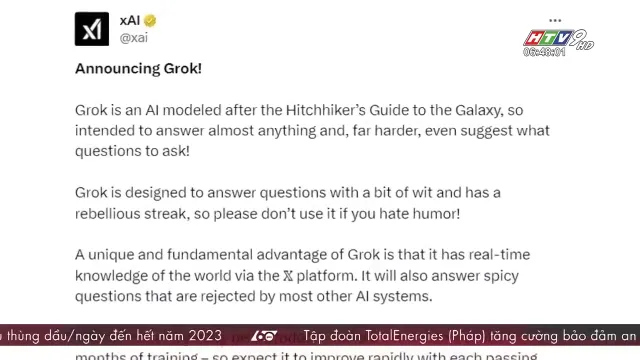 xAI
@xai
HTV9 HD
06:48:01
Announcing Grok!
Grok is an AI modeled after the Hitchhiker's Guide to the Galaxy, so
intended to answer almost anything and, far harder, even suggest what
questions to ask!
Grok is designed to answer questions with a bit of wit and has a
rebellious streak, so please don't use it if you hate humor!
A unique and fundamental advantage of Grok is that it has real-time
knowledge of the world via the 𝕏 platform. It will also answer spicy
questions that are rejected by most other AI systems.
thùng dầu/ngày đến hết năm 2023 60 Tập đoàn TotalEnergies (Pháp) tăng cường bảo đảm an
months of training – so expect it to improve rapidly with each passing